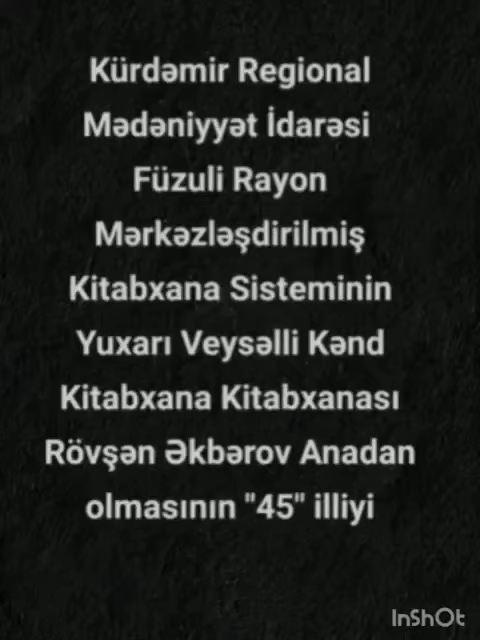 Kürdəmir Regional
Mədəniyyət İdarəsi
Füzuli Rayon
Mərkəzləşdirilmiş
Kitabxana Sisteminin
Yuxarı Veysəlli Kənd
Kitabxana Kitabxanası
Rövşən Əkbərov Anadan
olmasının "45" illiyi
InShOt